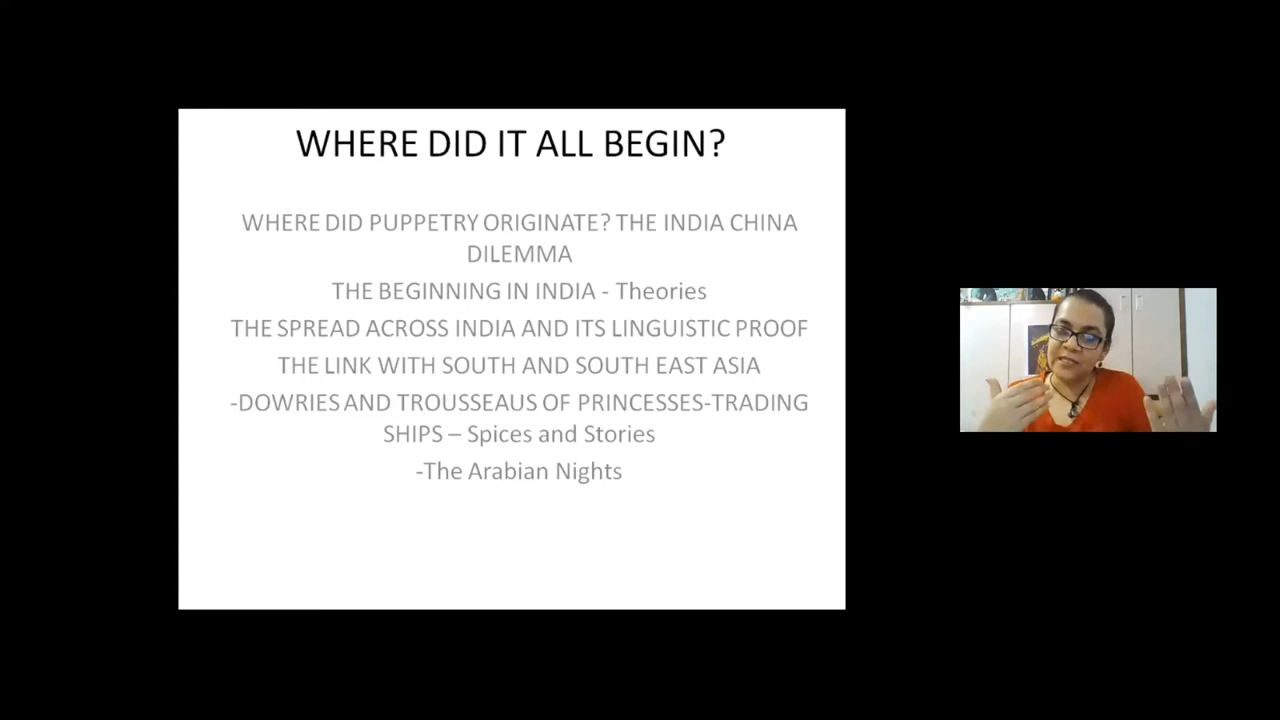 WHERE DID IT ALL BEGIN?
WHERE DID PUPPETRY ORIGINATE? THE INDIA CHINA
DILEMMA
THE BEGINNING IN INDIA - Theories
THE SPREAD ACROSS INDIA AND ITS LINGUISTIC PROOF
THE LINK WITH SOUTH AND SOUTH EAST ASIA
-DOWRIES AND TROUSSEAUS OF PRINCESSES-TRADING
SHIPS – Spices and Stories
-The Arabian Nights